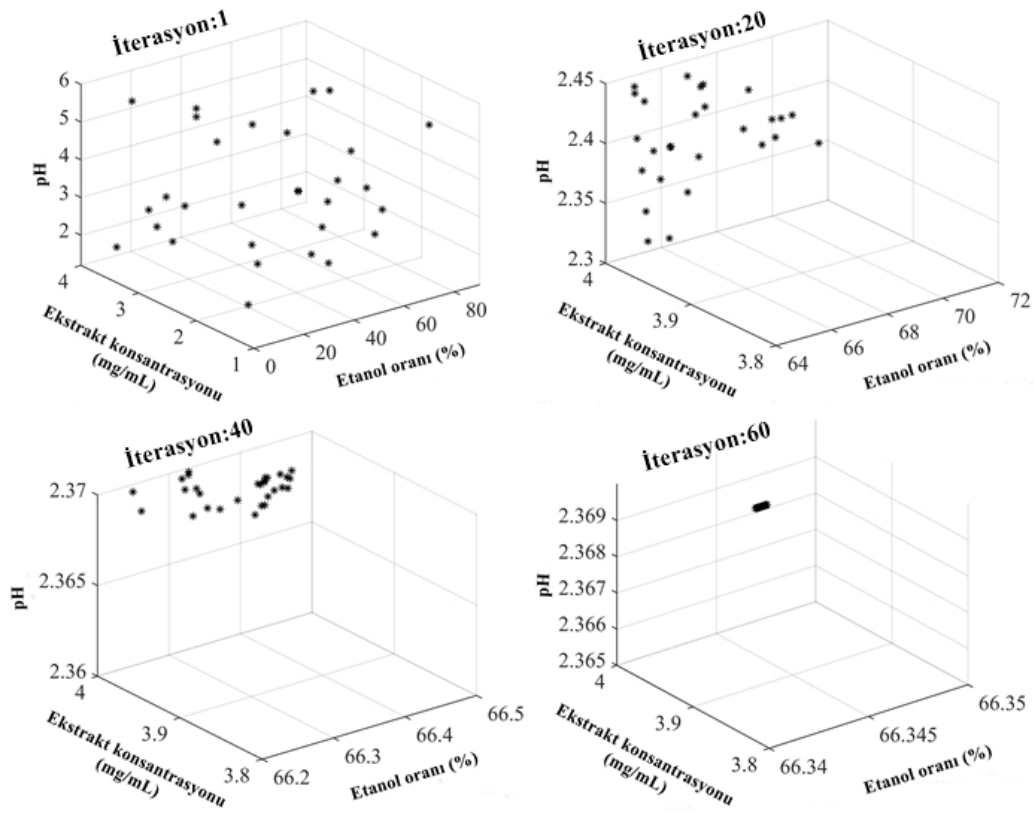 İterasyon:1
6
5
4
3
2
pH
4
3
2
1
Ekstrakt konsantrasyonu
(mg/mL)
0
20
40
60
80
Etanol oranı (%)
İterasyon:20
2.45
2.4
2.35
2.3
pH
4
3.9
3.8
Ekstrakt konsantrasyonu
(mg/mL)
64
66
68
70
72
Etanol oranı (%)
İterasyon:40
2.37
2.365
2.36
pH
4
3.9
3.8
Ekstrakt konsantrasyonu
(mg/mL)
66.2
66.3
66.4
66.5
Etanol oranı (%)
İterasyon:60
2.369
2.368
2.367
2.366
2.365
pH
4
3.9
3.8
Ekstrakt konsantrasyonu
(mg/mL)
66.34
66.345
66.35
Etanol oranı (%)